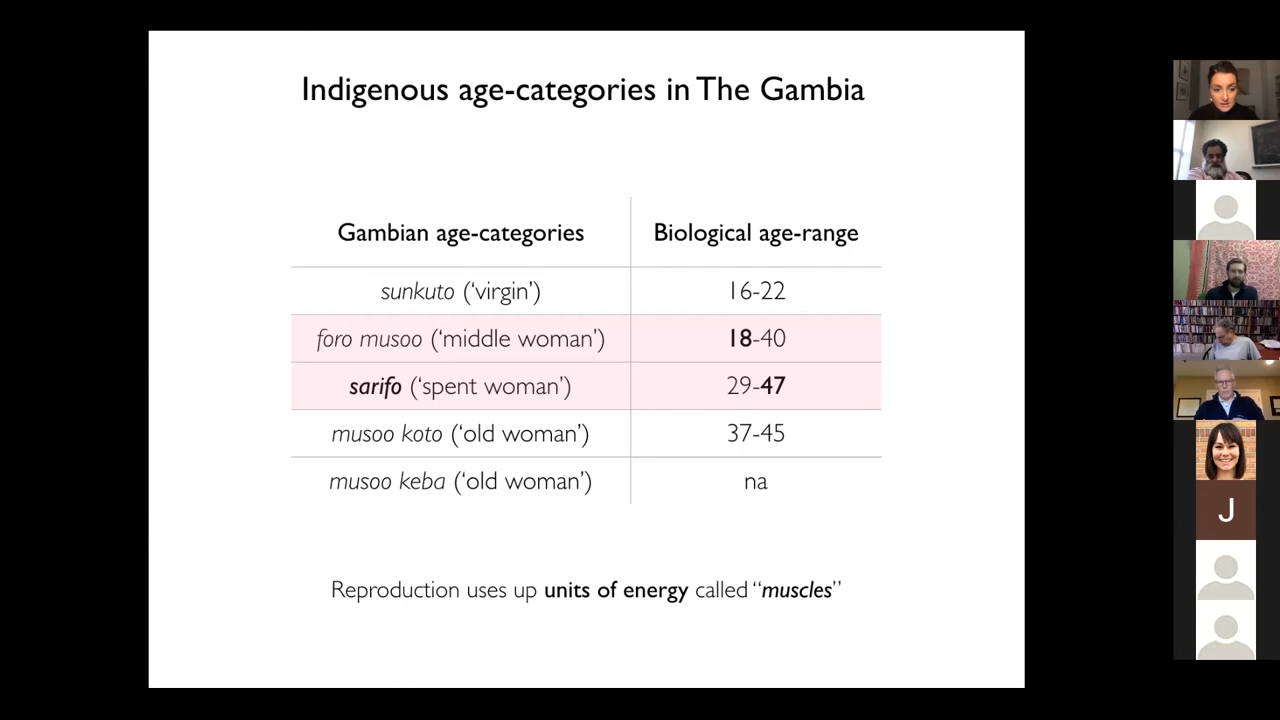 Indigenous age-categories in The Gambia
Gambian age-categories Biological age-range
sunkuto (‘virgin’) 16-22
foro musoo (‘middle woman’) 18-40
sarifo (‘spent woman’) 29-47
musoo koto (‘old woman’) 37-45
musoo keba (‘old woman’) na
Reproduction uses up units of energy called “muscles”
J